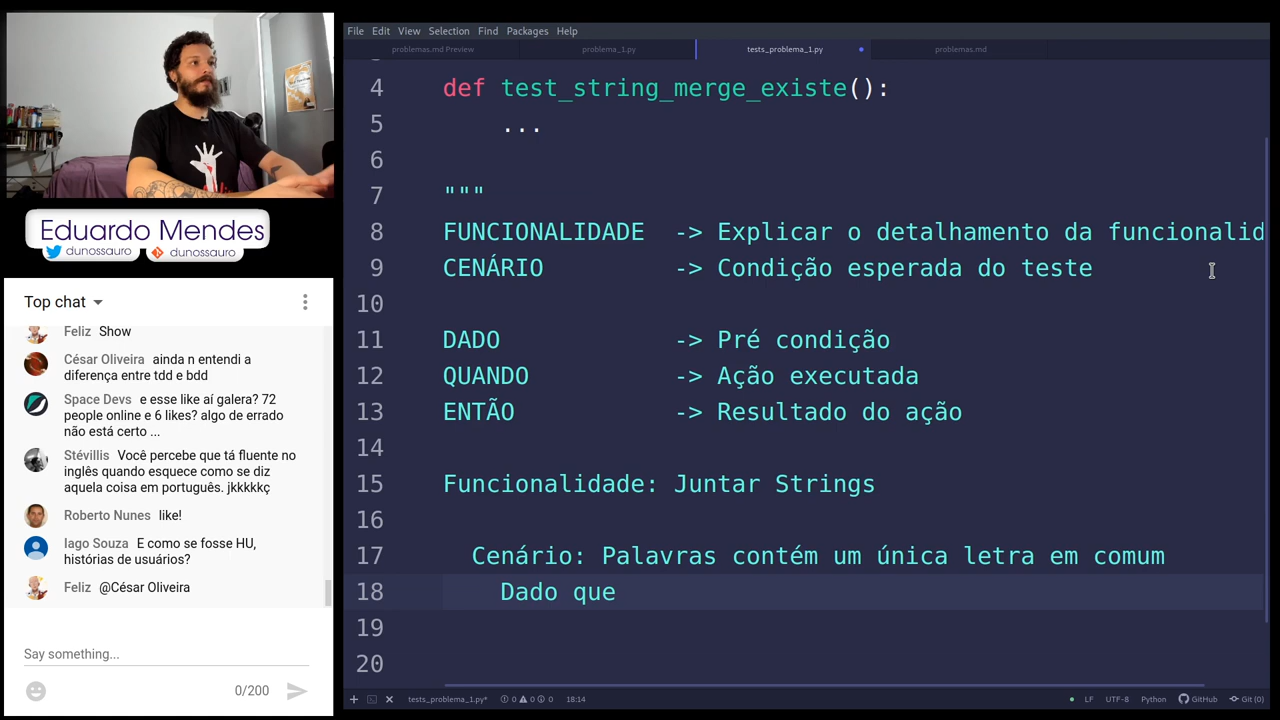 File Edit View Selection Find Packages Help
problemas.md Preview
problema_1.py
tests_problema_1.py
problemas.md
4 def test_string_merge_existe():
5 ...
6
7 """
8 FUNCIONALIDADE -> Explicar o detalhamento da funcionalid
9 CENÁRIO -> Condição esperada do teste
10
11 DADO -> Pré condição
12 QUANDO -> Ação executada
13 ENTÃO -> Resultado do ação
14
15 Funcionalidade: Juntar Strings
16
17 Cenário: Palavras contém um única letra em comum
18 Dado que
19
20
tests_problema_1.py* 0 0 0 18:14 LF UTF-8 Python GitHub Git (0)
Eduardo Mendes
dunossauro dunossauro
Top chat
Feliz Show
César Oliveira ainda n entendi a
diferença entre tdd e bdd
Space Devs e esse like aí galera? 72
people online e 6 likes? algo de errado
não está certo ...
Stévillis Você percebe que tá fluente no
inglês quando esquece como se diz
aquela coisa em português. jkkkkkç
Roberto Nunes like!
Iago Souza E como se fosse HU,
histórias de usuários?
Feliz @César Oliveira
Say something...
0/200